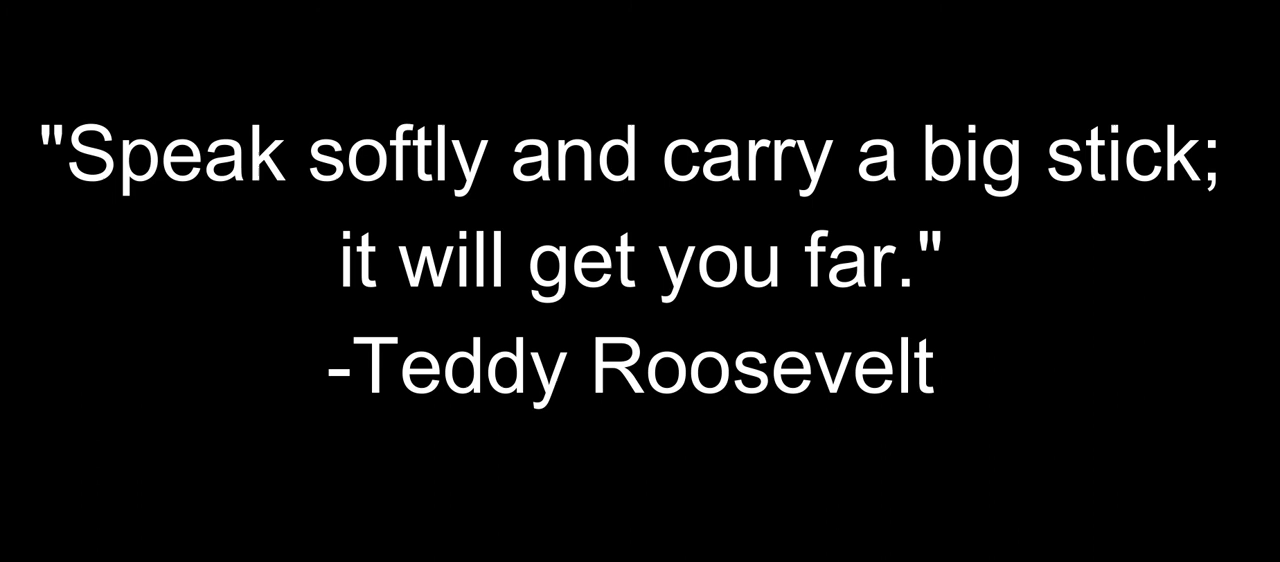 "Speak softly and carry a big stick;
it will get you far."
-Teddy Roosevelt